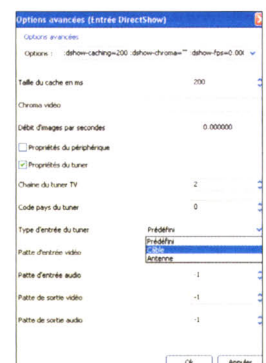 Options avancées (Entrée DirectShow)
Options avancées
Options : :dshow-caching=200 :dshow-chroma="" :dshow-fps=0.00(
Taille du cache en ms 200
Chroma vidéo
Débit d'images par secondes 0.000000
Propriétés du périphérique
Propriétés du tuner
Chaîne du tuner TV 2
Code pays du tuner 0
Type d'entrée du tuner Prédéfini
Prédéfini
Câble
Antenne
Patte d'entrée vidéo
Patte d'entrée audio -1
Patte de sortie vidéo -1
Patte de sortie audio -1
Ok Annuler